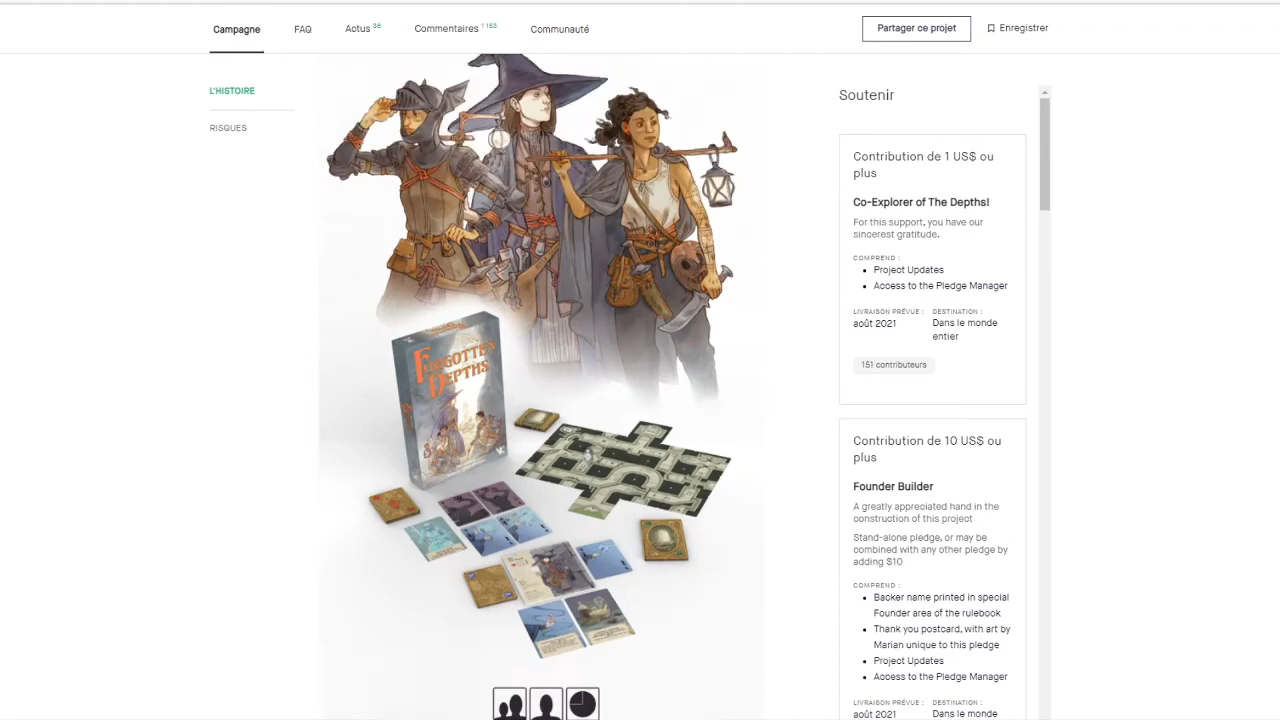 Campagne
FAQ
Actus 38
Commentaires 1 153
Communauté
Partager ce projet
Enregistrer
L'HISTOIRE
RISQUES
FORGOTTEN
DEPTHS
Soutenir
Contribution de 1 US$ ou
plus
Co-Explorer of The Depths!
For this support, you have our
sincerest gratitude.
COMPREND :
Project Updates
Access to the Pledge Manager
LIVRAISON PRÉVUE :
DESTINATION :
août 2021
Dans le monde
entier
151 contributeurs
Contribution de 10 US$ ou
plus
Founder Builder
A greatly appreciated hand in the
construction of this project
Stand-alone pledge, or may be
combined with any other pledge by
adding $10
COMPREND :
Backer name printed in special
Founder area of the rulebook
Thank you postcard, with art by
Marian unique to this pledge
Project Updates
Access to the Pledge Manager
LIVRAISON PRÉVUE :
DESTINATION :
août 2021
Dans le monde